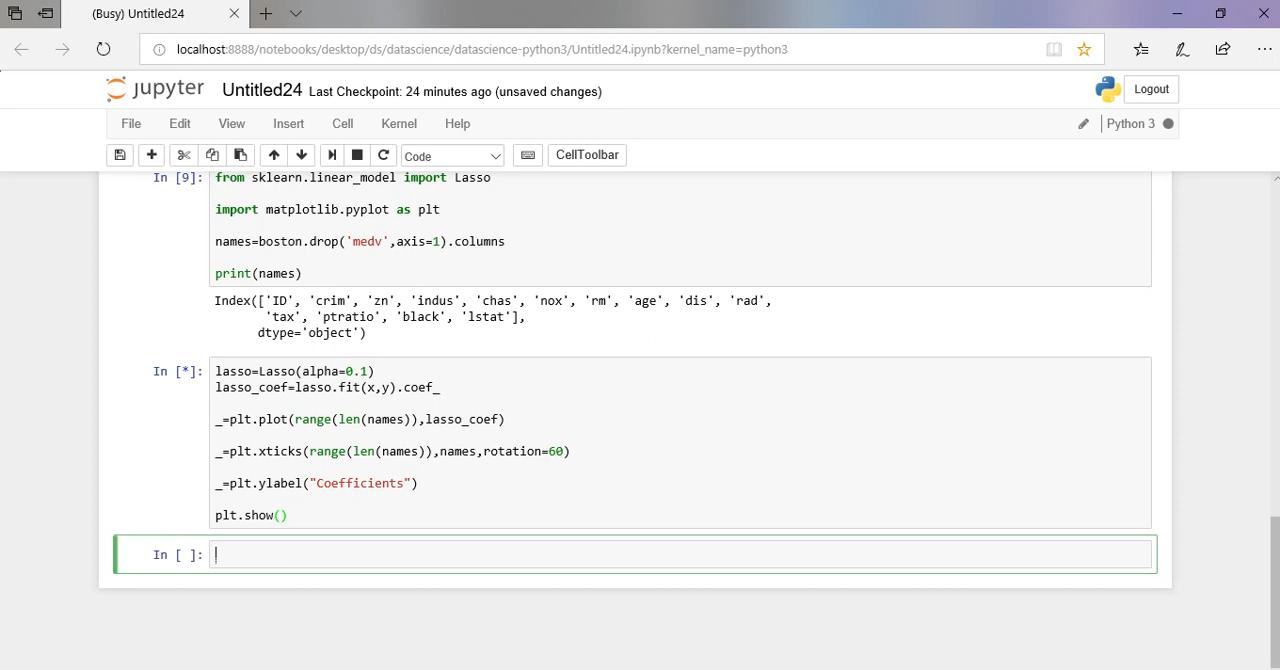 (Busy) Untitled24
localhost:8888/notebooks/desktop/ds/datascience/datascience-python3/Untitled24.ipynb?kernel_name=python3
jupyter Untitled24 Last Checkpoint: 24 minutes ago (unsaved changes) Logout
File Edit View Insert Cell Kernel Help Python 3
Code CellToolbar
In [9]: from sklearn.linear_model import Lasso
import matplotlib.pyplot as plt
names=boston.drop('medv',axis=1).columns
print(names)
Index(['ID', 'crim', 'zn', 'indus', 'chas', 'nox', 'rm', 'age', 'dis', 'rad',
'tax', 'ptratio', 'black', 'lstat'],
dtype='object')
In [*]: lasso=Lasso(alpha=0.1)
lasso_coef=lasso.fit(x,y).coef_
_=plt.plot(range(len(names)),lasso_coef)
_=plt.xticks(range(len(names)),names,rotation=60)
_=plt.ylabel("Coefficients")
plt.show()
In [ ]: